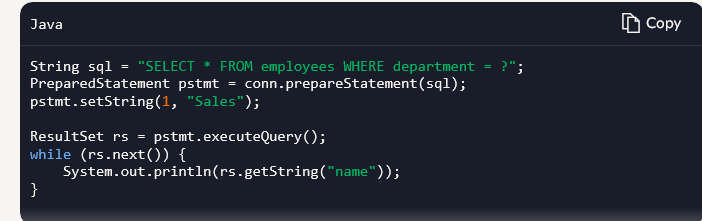 Java
Copy
String sql = "SELECT * FROM employees WHERE department = ?";
PreparedStatement pstmt = conn.prepareStatement(sql);
pstmt.setString(1, "Sales");

ResultSet rs = pstmt.executeQuery();
while (rs.next()) {
    System.out.println(rs.getString("name"));
}